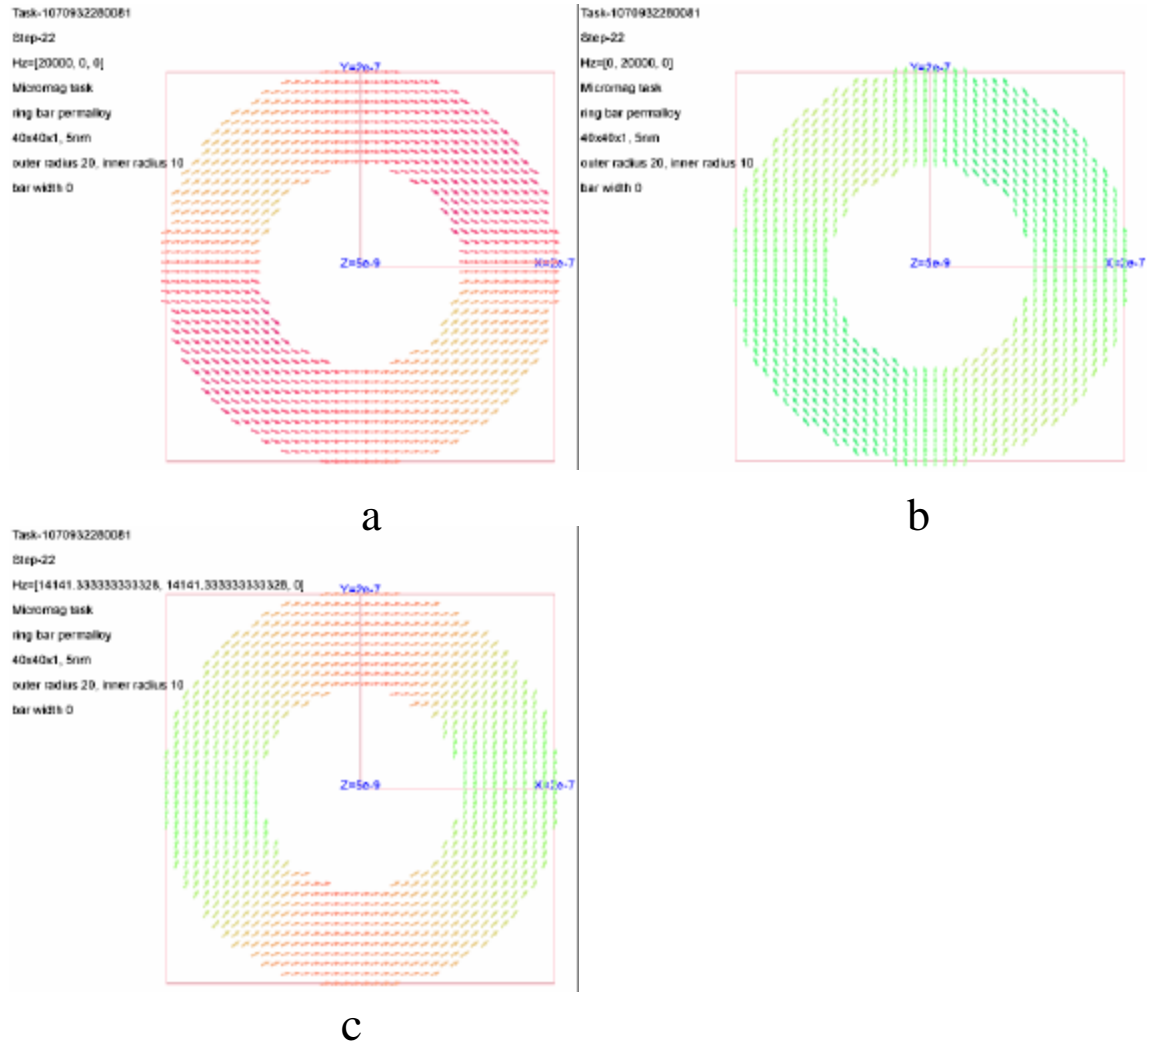 Task-1070932280081
Step-22
Hz=[20000, 0, 0]
Micromag task
ring bar permalloy
40x40x1, 5nm
outer radius 20, inner radius 10
bar width 0
Y=2e-7
Z=5e-9
X=2e-7
a
Task-1070932280081
Step-22
Hz=[0, 20000, 0]
Micromag task
ring bar permalloy
40x40x1, 5nm
outer radius 20, inner radius 10
bar width 0
Y=2e-7
Z=5e-9
X=2e-7
b
Task-1070932280081
Step-22
Hz=[14141.333333333328, 14141.333333333328, 0]
Micromag task
ring bar permalloy
40x40x1, 5nm
outer radius 20, inner radius 10
bar width 0
Y=2e-7
Z=5e-9
X=2e-7
c